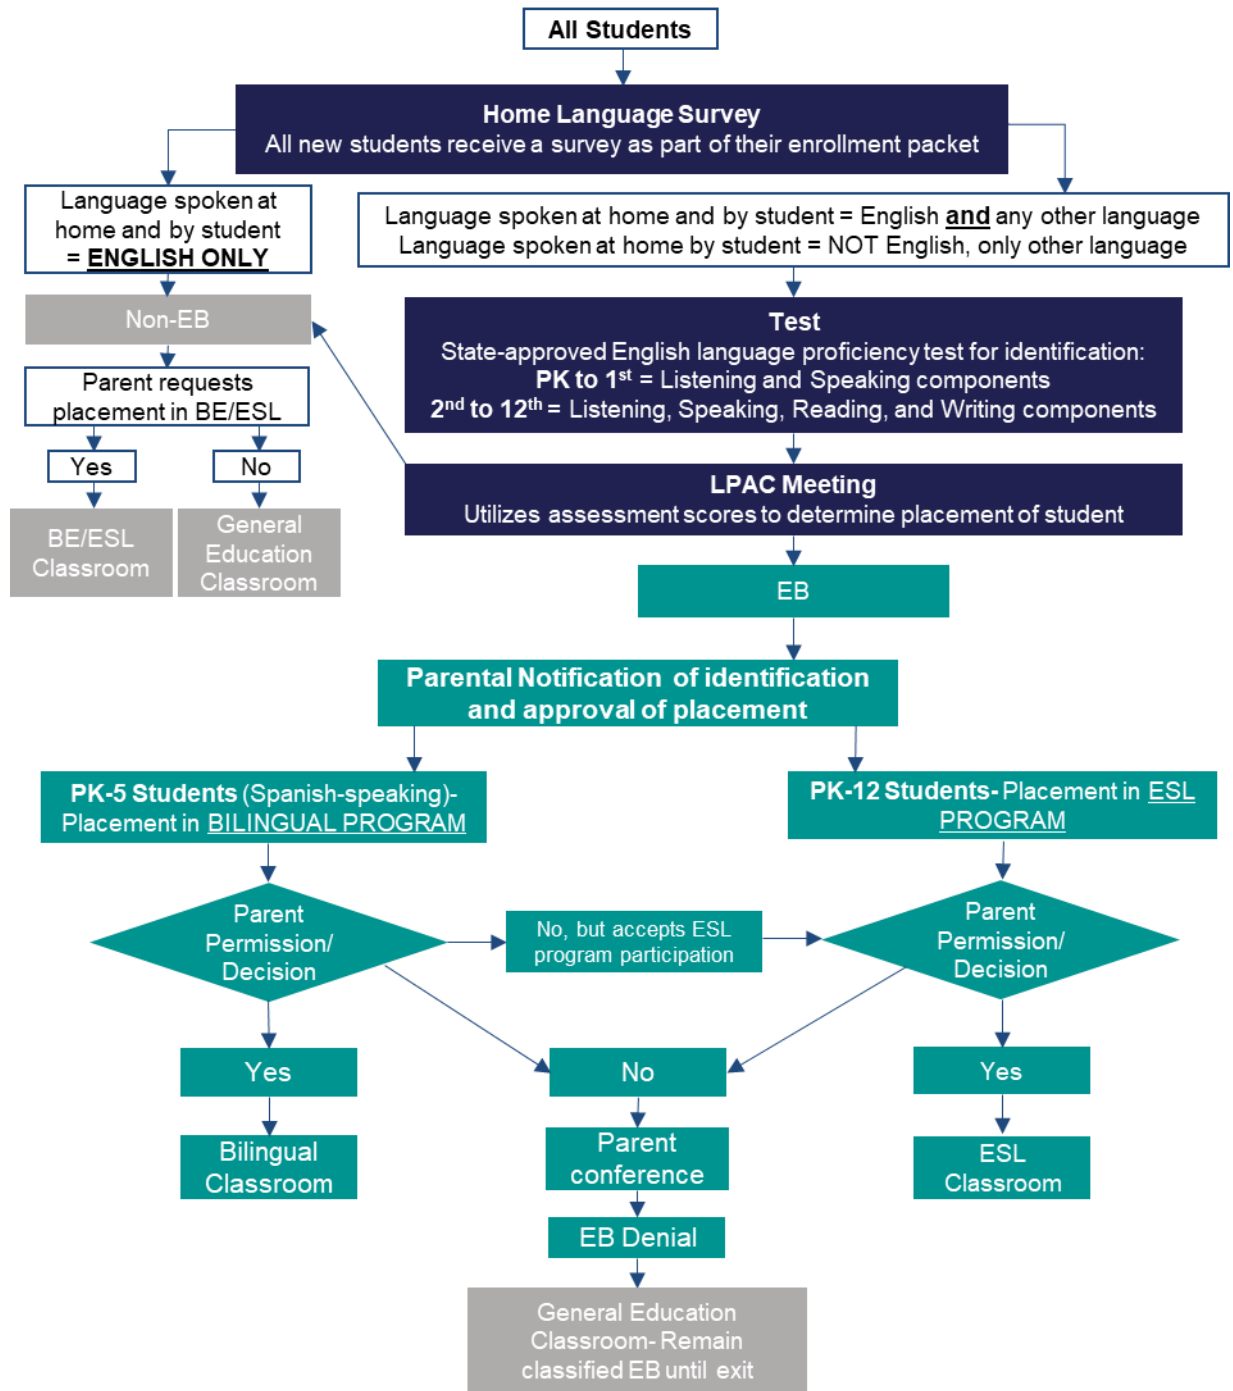 All Students
Home Language Survey
All new students receive a survey as part of their enrollment packet
Language spoken at
home and by student
= ENGLISH ONLY
Language spoken at home and by student = English and any other language
Language spoken at home by student = NOT English, only other language
Non-EB
Test
State-approved English language proficiency test for identification:
PK to 1st = Listening and Speaking components
2nd to 12th = Listening, Speaking, Reading, and Writing components
Parent requests
placement in BE/ESL
Yes
No
LPAC Meeting
Utilizes assessment scores to determine placement of student
BE/ESL
Classroom
General
Education
Classroom
EB
Parental Notification of identification
and approval of placement
PK-5 Students (Spanish-speaking)-
Placement in BILINGUAL PROGRAM
PK-12 Students- Placement in ESL
PROGRAM
Parent
Permission/
Decision
No, but accepts ESL
program participation
Parent
Permission/
Decision
Yes
No
Yes
Bilingual
Classroom
Parent
conference
ESL
Classroom
EB Denial
General Education
Classroom- Remain
classified EB until exit